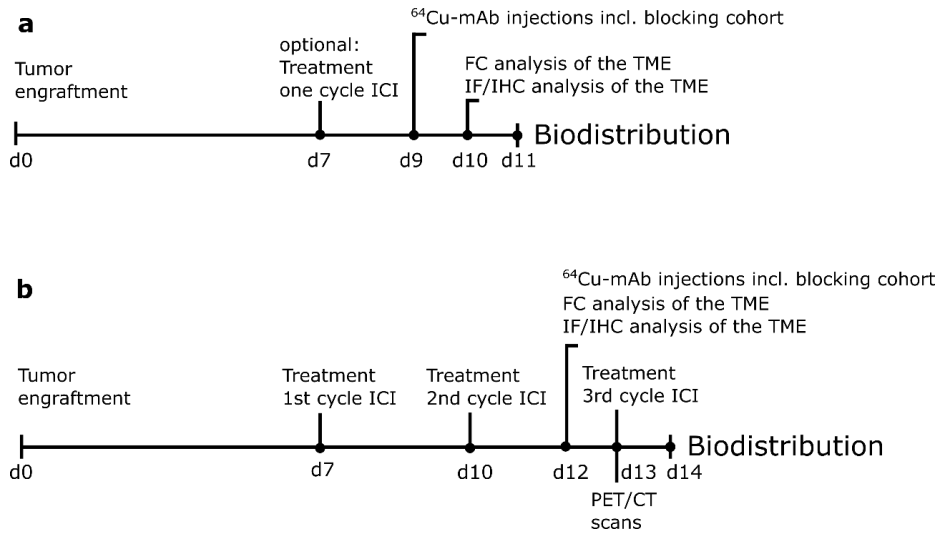 a
⁶⁴Cu-mAb injections incl. blocking cohort
optional:
Treatment
one cycle ICI
FC analysis of the TME
IF/IHC analysis of the TME
Tumor
engraftment
Biodistribution
d0
d7
d9
d10
d11
b
⁶⁴Cu-mAb injections incl. blocking cohort
FC analysis of the TME
IF/IHC analysis of the TME
Tumor
engraftment
Treatment
1st cycle ICI
Treatment
2nd cycle ICI
Treatment
3rd cycle ICI
Biodistribution
d0
d7
d10
d12
d13
d14
PET/CT
scans